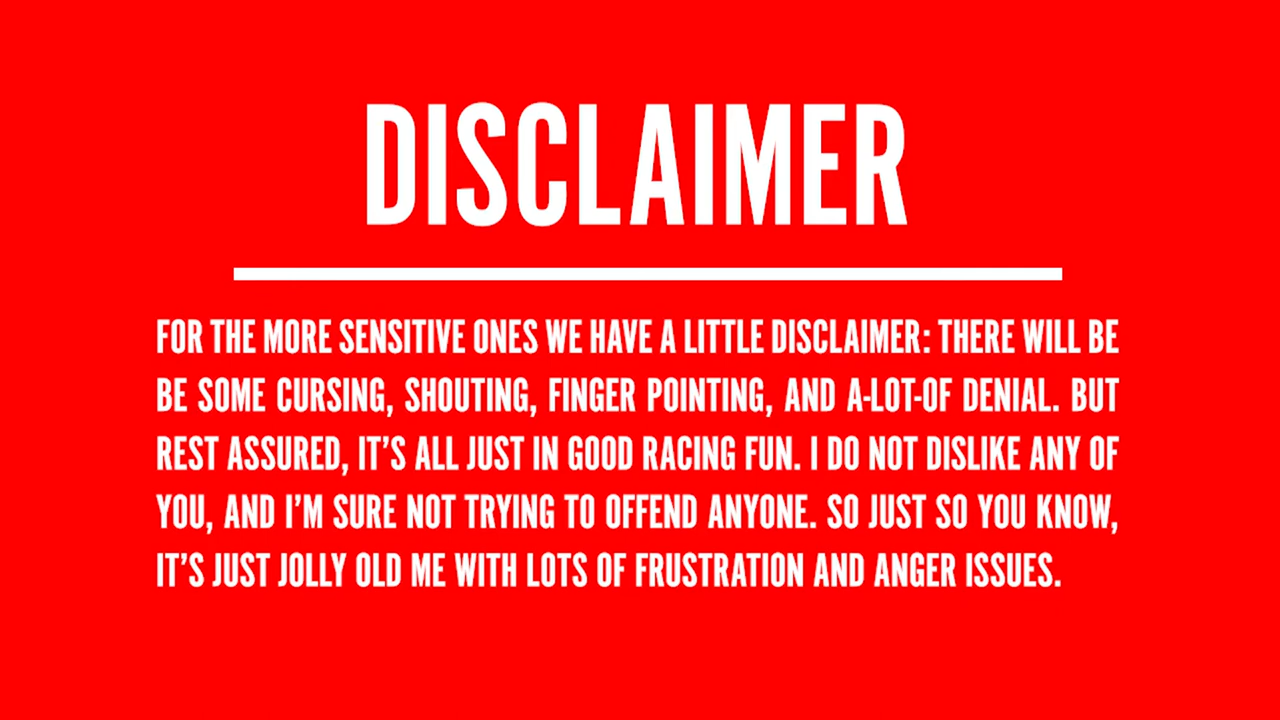 DISCLAIMER
FOR THE MORE SENSITIVE ONES WE HAVE A LITTLE DISCLAIMER: THERE WILL BE
BE SOME CURSING, SHOUTING, FINGER POINTING, AND A-LOT-OF DENIAL. BUT
REST ASSURED, IT’S ALL JUST IN GOOD RACING FUN. I DO NOT DISLIKE ANY OF
YOU, AND I’M SURE NOT TRYING TO OFFEND ANYONE. SO JUST SO YOU KNOW,
IT’S JUST JOLLY OLD ME WITH LOTS OF FRUSTRATION AND ANGER ISSUES.